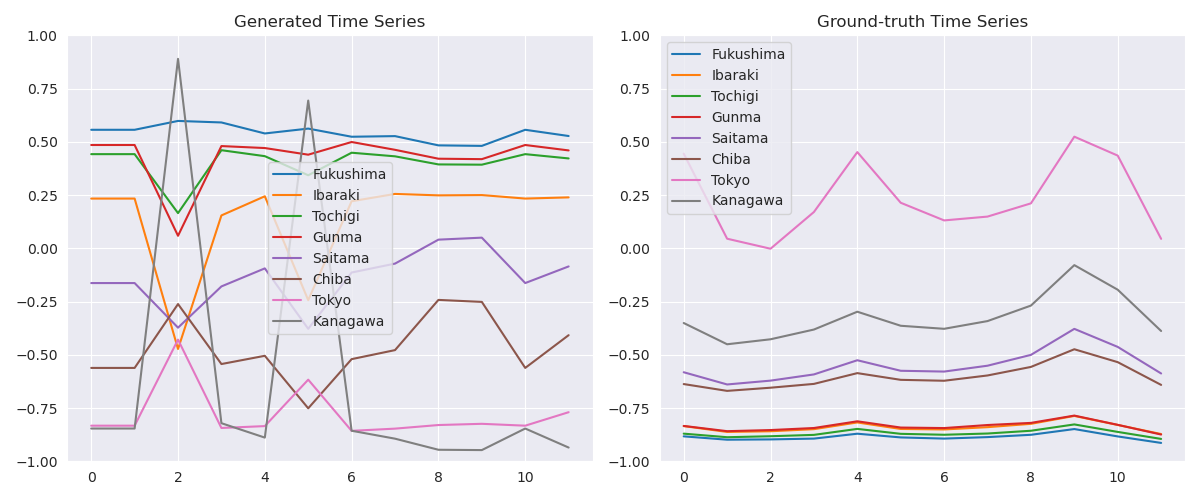 Generated Time Series
1.00
0.75
0.50
0.25
0.00
−0.25
−0.50
−0.75
−1.00
0 2 4 6 8 10
Fukushima
Ibaraki
Tochigi
Gunma
Saitama
Chiba
Tokyo
Kanagawa
Ground-truth Time Series
1.00
0.75
0.50
0.25
0.00
−0.25
−0.50
−0.75
−1.00
0 2 4 6 8 10
Fukushima
Ibaraki
Tochigi
Gunma
Saitama
Chiba
Tokyo
Kanagawa